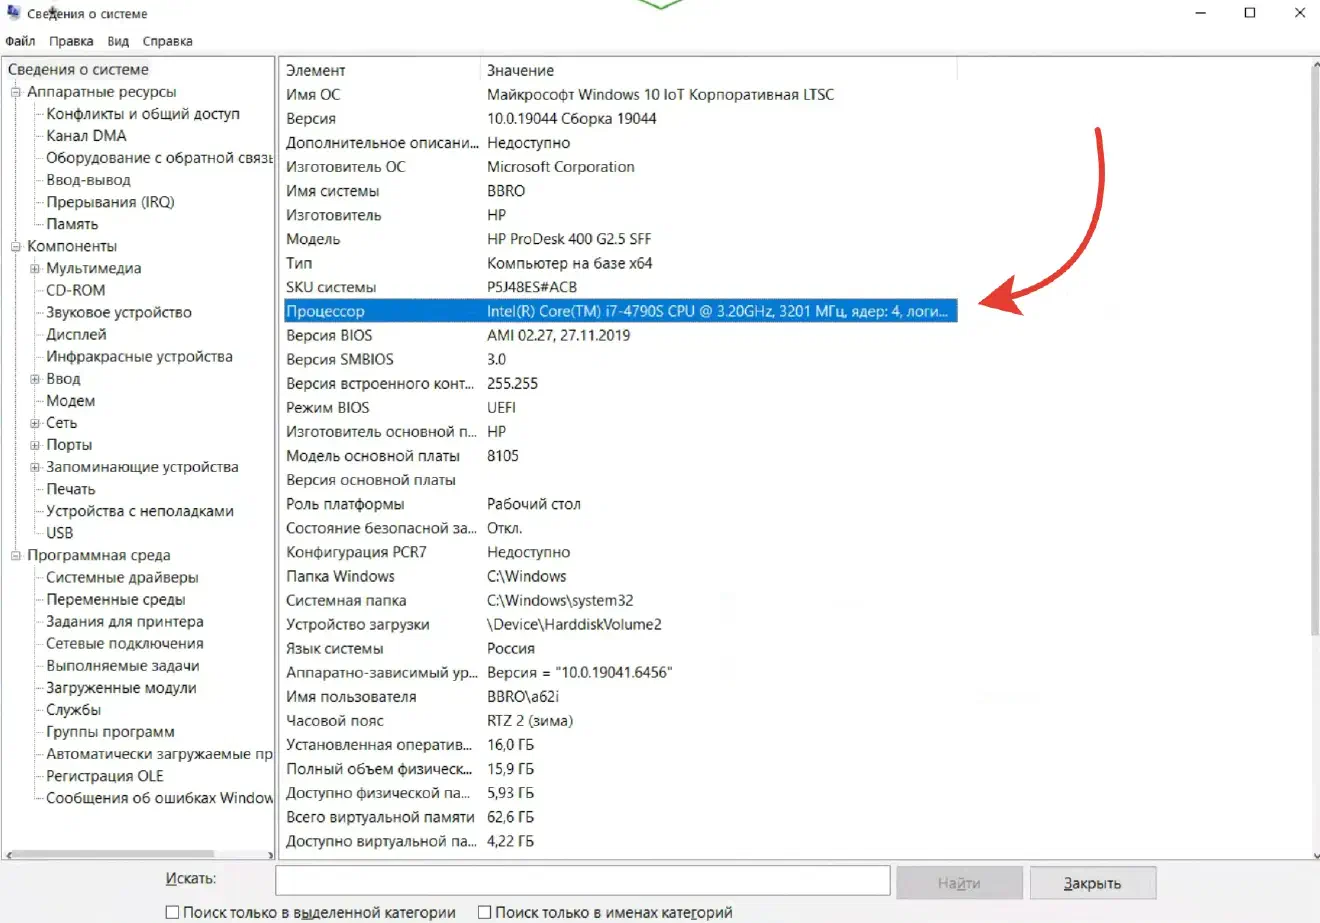 Сведения о системе
Файл Правка Вид Справка
Сведения о системе
Аппаратные ресурсы
Конфликты и общий доступ
Канал DMA
Оборудование с обратной связь
Ввод-вывод
Прерывания (IRQ)
Память
Компоненты
Мультимедиа
CD-ROM
Звуковое устройство
Дисплей
Инфракрасные устройства
Ввод
Модем
Сеть
Порты
Запоминающие устройства
Печать
Устройства с неполадками
USB
Программная среда
Системные драйверы
Переменные среды
Задания для принтера
Сетевые подключения
Выполняемые задачи
Загруженные модули
Службы
Группы программ
Автоматически загружаемые пр
Регистрация OLE
Сообщения об ошибках Window
Элемент Значение
Имя ОС Майкрософт Windows 10 IoT Корпоративная LTSC
Версия 10.0.19044 Сборка 19044
Дополнительное описани... Недоступно
Изготовитель ОС Microsoft Corporation
Имя системы BBRO
Изготовитель HP
Модель HP ProDesk 400 G2.5 SFF
Тип Компьютер на базе x64
SKU системы P5J48ES#ACB
Процессор Intel(R) Core(TM) i7-4790S CPU @ 3.20GHz, 3201 МГц, ядер: 4, логи...
Версия BIOS AMI 02.27, 27.11.2019
Версия SMBIOS 3.0
Версия встроенного конт... 255.255
Режим BIOS UEFI
Изготовитель основной п... HP
Модель основной платы 8105
Версия основной платы
Роль платформы Рабочий стол
Состояние безопасной за... Откл.
Конфигурация PCR7 Недоступно
Папка Windows C:\Windows
Системная папка C:\Windows\system32
Устройство загрузки \Device\HarddiskVolume2
Язык системы Россия
Аппаратно-зависимый ур... Версия = "10.0.19041.6456"
Имя пользователя BBRO\a62i
Часовой пояс RTZ 2 (зима)
Установленная оператив... 16,0 ГБ
Полный объем физическ... 15,9 ГБ
Доступно физической па... 5,93 ГБ
Всего виртуальной памяти 62,6 ГБ
Доступно виртуальной па... 4,22 ГБ
Искать: Найти Закрыть
Поиск только в выделенной категории Поиск только в именах категорий